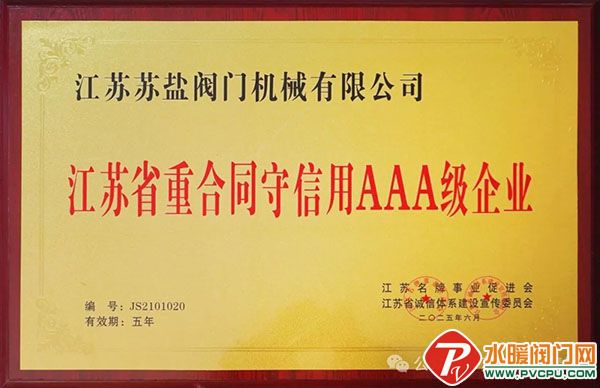 江苏苏盐阀门机械有限公司
江苏省重合同守信用AAA级企业
编 号: JS2101020
有效期: 五年
江苏名牌事业促进会
江苏省诚信体系建设宣传委员会
二〇二五年六月
水暖阀门网
WWW.PVCPU.COM